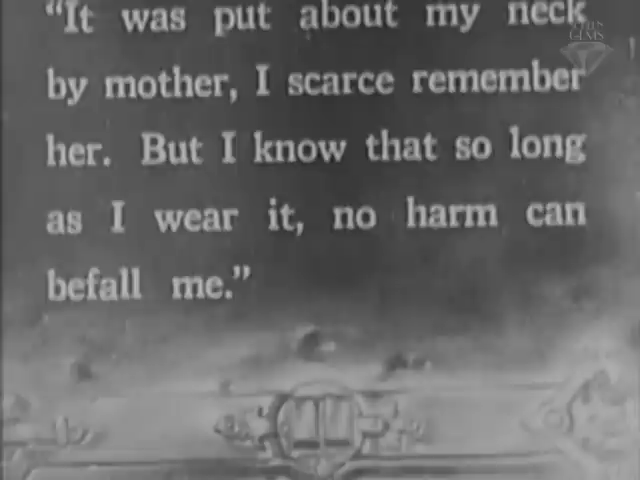 "It was put about my neck
by mother, I scarce remember
her. But I know that so long
as I wear it, no harm can
befall me."
GEMS